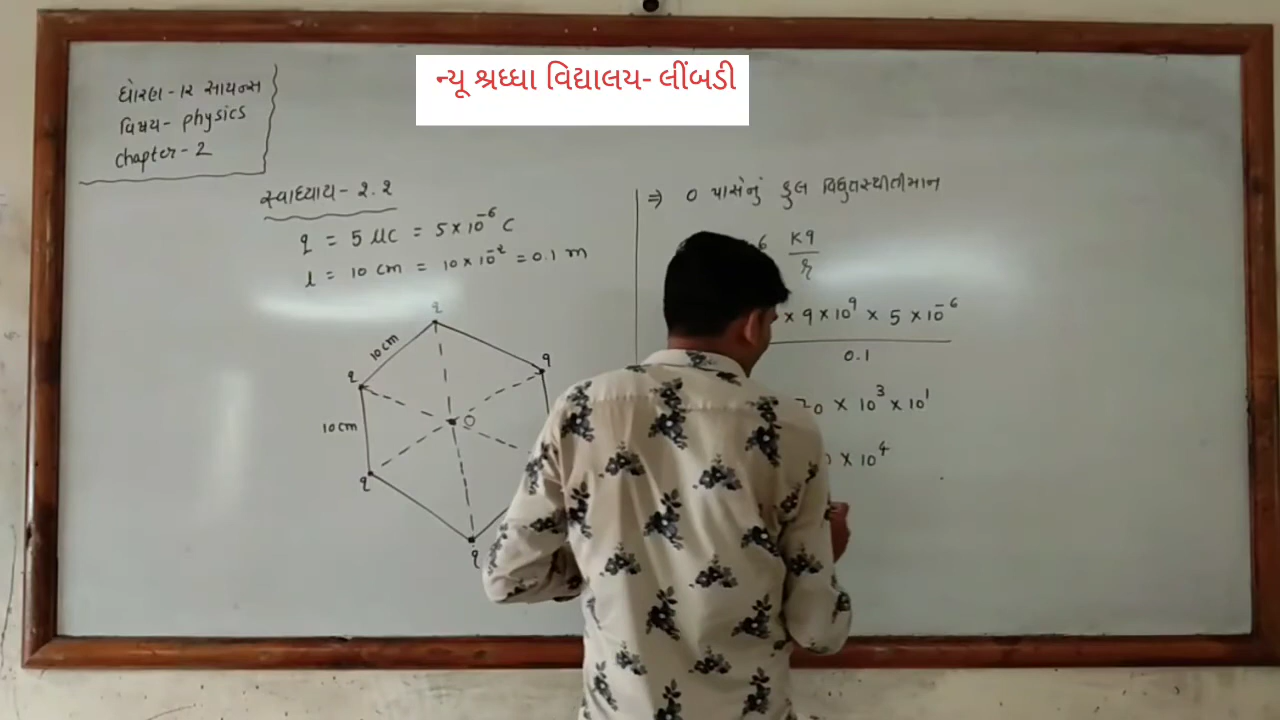 ન્યૂ શ્રધ્ધા વિદ્યાલય- લીંબડી
ધોરણ - ૧૨ સાયન્સ
વિષય - physics
chapter - 2
સ્વાધ્યાય - ૨.૨
q = 5 μC = 5 × 10⁻⁶ C
l = 10 cm = 10 × 10⁻² = 0.1 m
q
10 cm
q
q
10 cm
O
q
q
⇒ O પાસેનું કુલ વિદ્યુતસ્થીતીમાન
6 Kq / r
× 9 × 10⁹ × 5 × 10⁻⁶
0.1
70 × 10³ × 10¹
× 10⁴